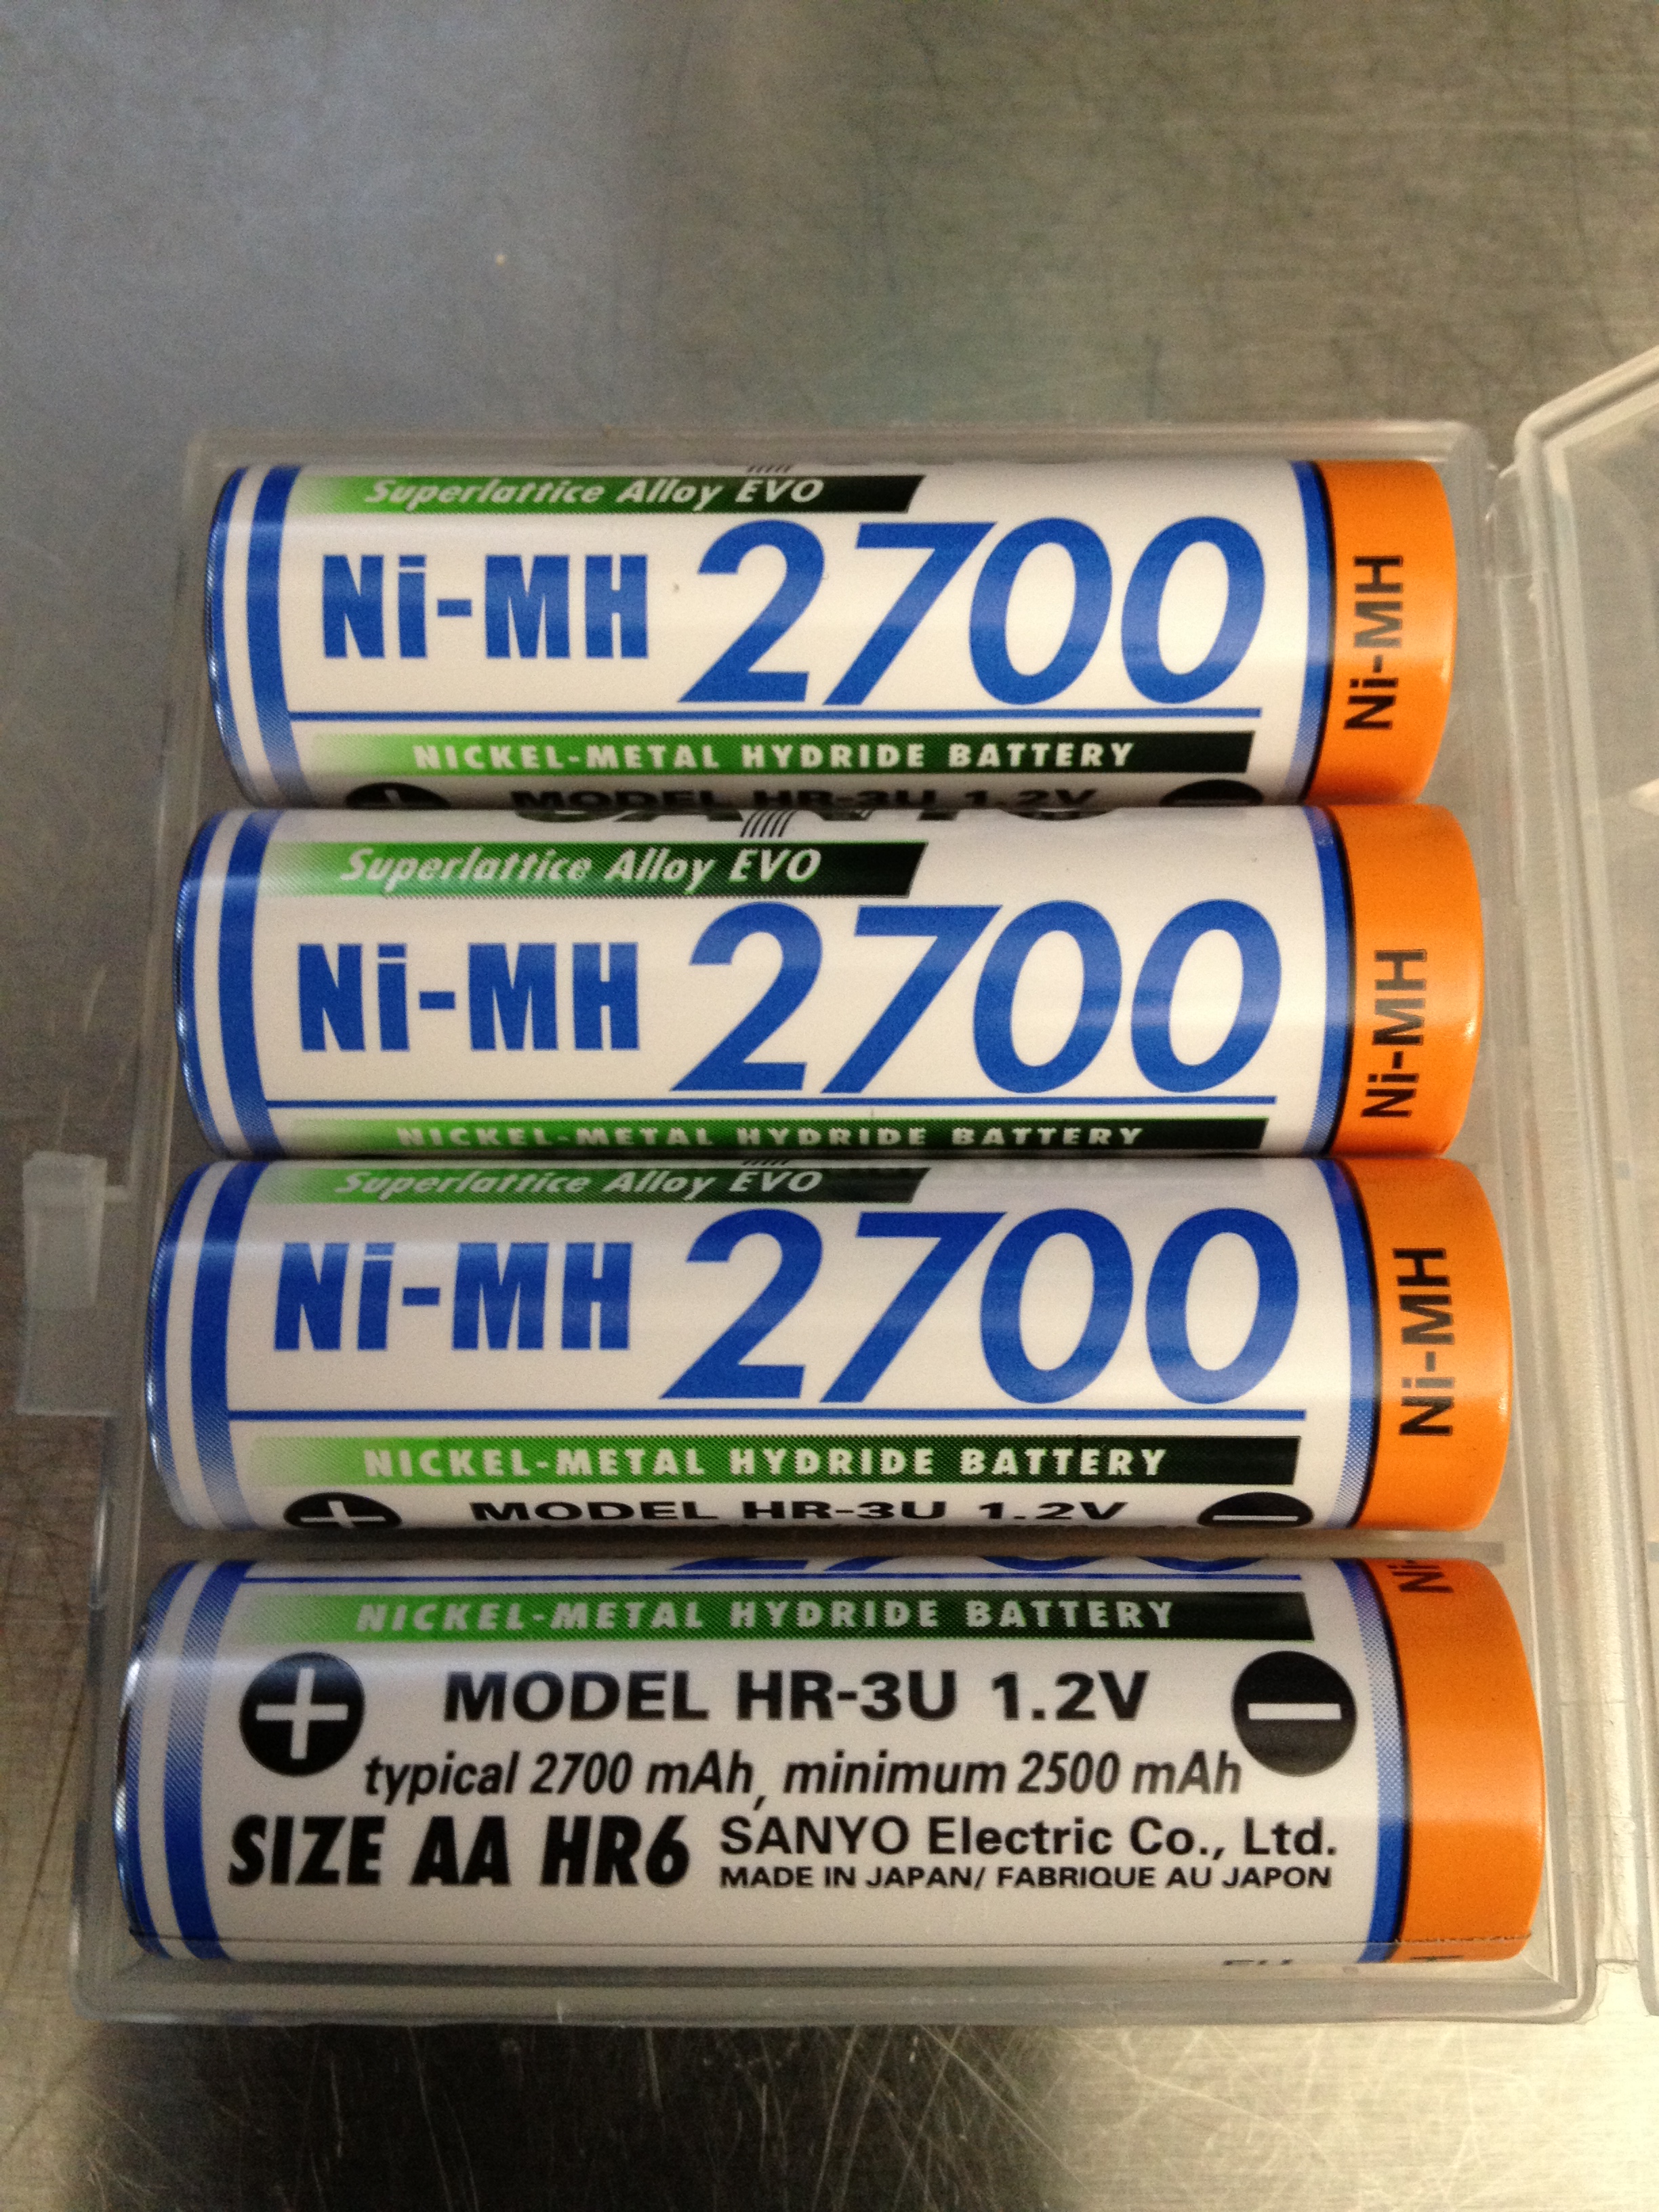 Superlattice Alloy EVO
Ni-MH 2700
Ni-MH
NICKEL-METAL HYDRIDE BATTERY
+ MODEL HR-3U 1.2V -
Superlattice Alloy EVO
Ni-MH 2700
Ni-MH
NICKEL-METAL HYDRIDE BATTERY
Superlattice Alloy EVO
Ni-MH 2700
Ni-MH
NICKEL-METAL HYDRIDE BATTERY
+ MODEL HR-3U 1.2V -
2700
Ni-
NICKEL-METAL HYDRIDE BATTERY
+ MODEL HR-3U 1.2V -
typical 2700 mAh, minimum 2500 mAh
SIZE AA HR6 SANYO Electric Co., Ltd.
MADE IN JAPAN/ FABRIQUE AU JAPON